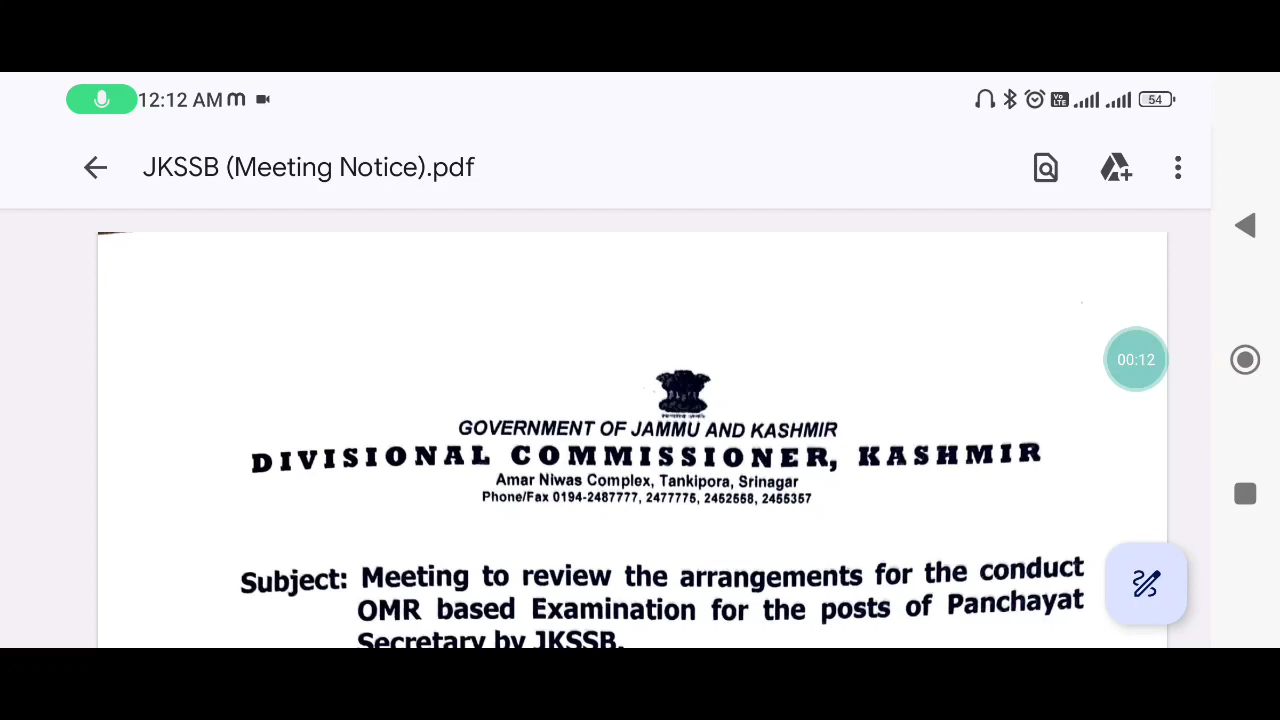 12:12 AM
Vo LTE
54
JKSSB (Meeting Notice).pdf
00:12
GOVERNMENT OF JAMMU AND KASHMIR
DIVISIONAL COMMISSIONER, KASHMIR
Amar Niwas Complex, Tankipora, Srinagar
Phone/Fax 0194-2487777, 2477775, 2452558, 2455357
Subject: Meeting to review the arrangements for the conduct
OMR based Examination for the posts of Panchayat
Secretary by JKSSB.